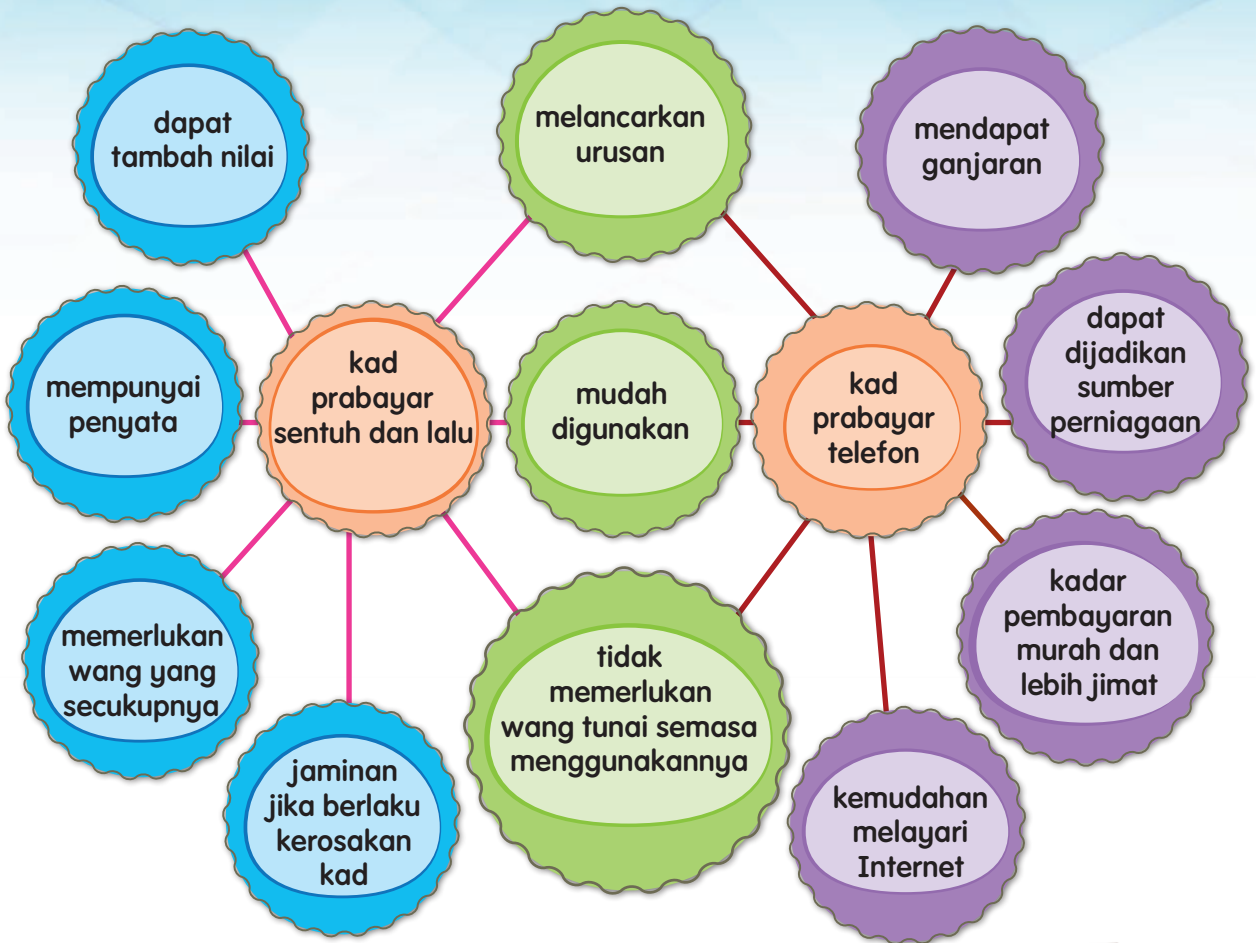 dapat
tambah nilai
melancarkan
urusan
mendapat
ganjaran
mempunyai
penyata
kad
prabayar
sentuh dan lalu
mudah
digunakan
kad
prabayar
telefon
dapat
dijadikan
sumber
perniagaan
memerlukan
wang yang
secukupnya
jaminan
jika berlaku
kerosakan
kad
tidak
memerlukan
wang tunai semasa
menggunakannya
kemudahan
melayari
Internet
kadar
pembayaran
murah dan
lebih jimat